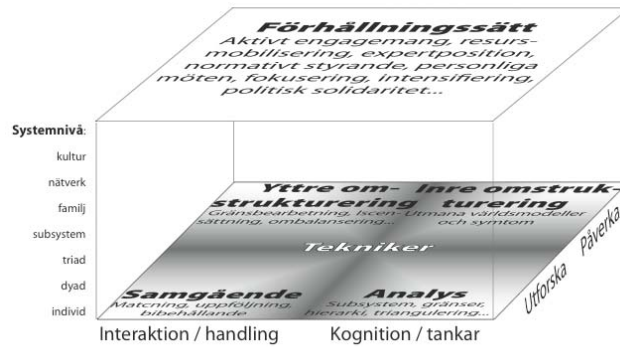 Förhållningssätt
Aktivt engagemang, resurs-
mobilisering, expertposition,
normativt styrande, personliga
möten, fokusering, intensifiering,
politisk solidaritet...
Systemnivå:
kultur
nätverk
familj
subsystem
triad
dyad
individ
Yttre om-
strukturering
Gränsbearbetning, Iscen-
sättning, ombalansering...
Inre omstruk-
turering
Utmana världsmodeller
och symtom
Tekniker
Samgående
Matcning, uppföljning,
bibehållande
Analys
Subsystem, gränser,
hierarki, triangulering...
Påverka
Utforska
Interaktion / handling
Kognition / tankar